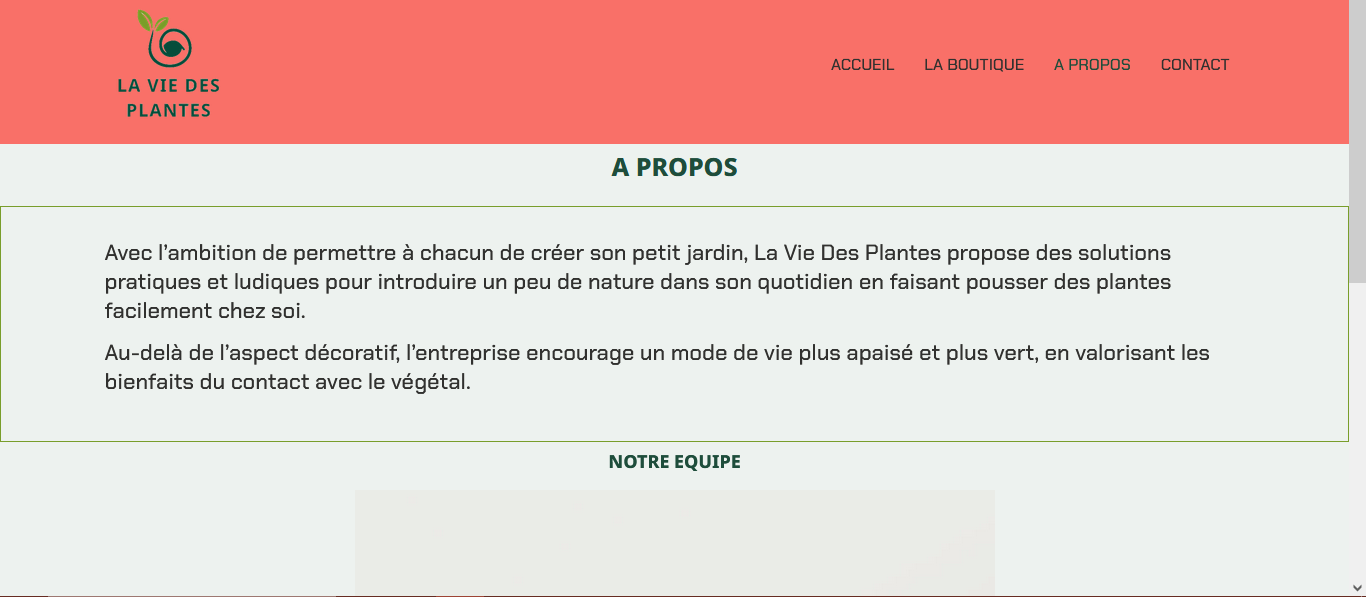 LA VIE DES
PLANTES
ACCUEIL LA BOUTIQUE A PROPOS CONTACT
A PROPOS
Avec l’ambition de permettre à chacun de créer son petit jardin, La Vie Des Plantes propose des solutions
pratiques et ludiques pour introduire un peu de nature dans son quotidien en faisant pousser des plantes
facilement chez soi.
Au-delà de l’aspect décoratif, l’entreprise encourage un mode de vie plus apaisé et plus vert, en valorisant les
bienfaits du contact avec le végétal.
NOTRE EQUIPE